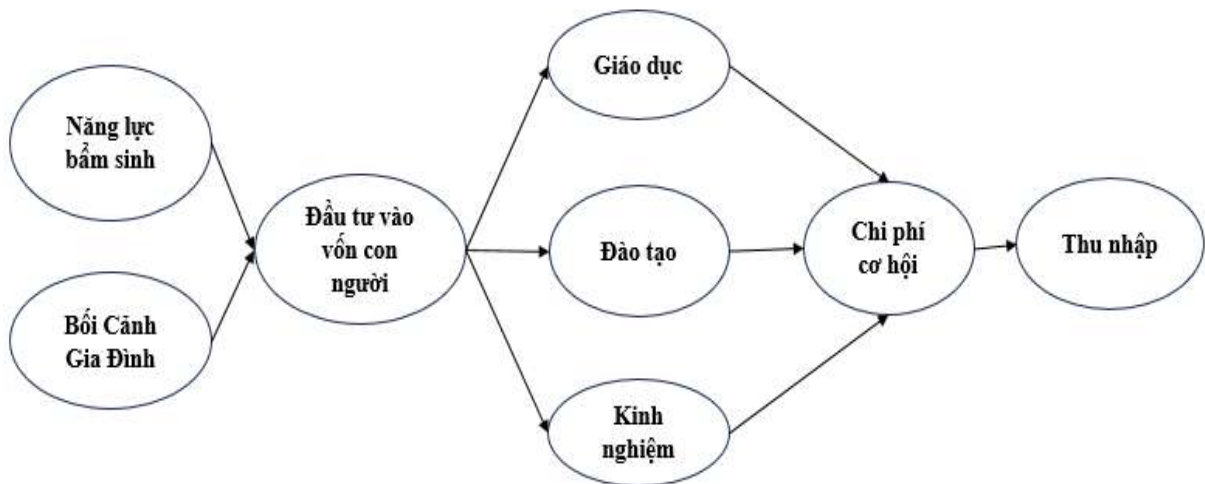 Năng lực
bẩm sinh
Bối Cảnh
Gia Đình
Đầu tư vào
vốn con
người
Giáo dục
Đào tạo
Kinh
nghiệm
Chi phí
cơ hội
Thu nhập